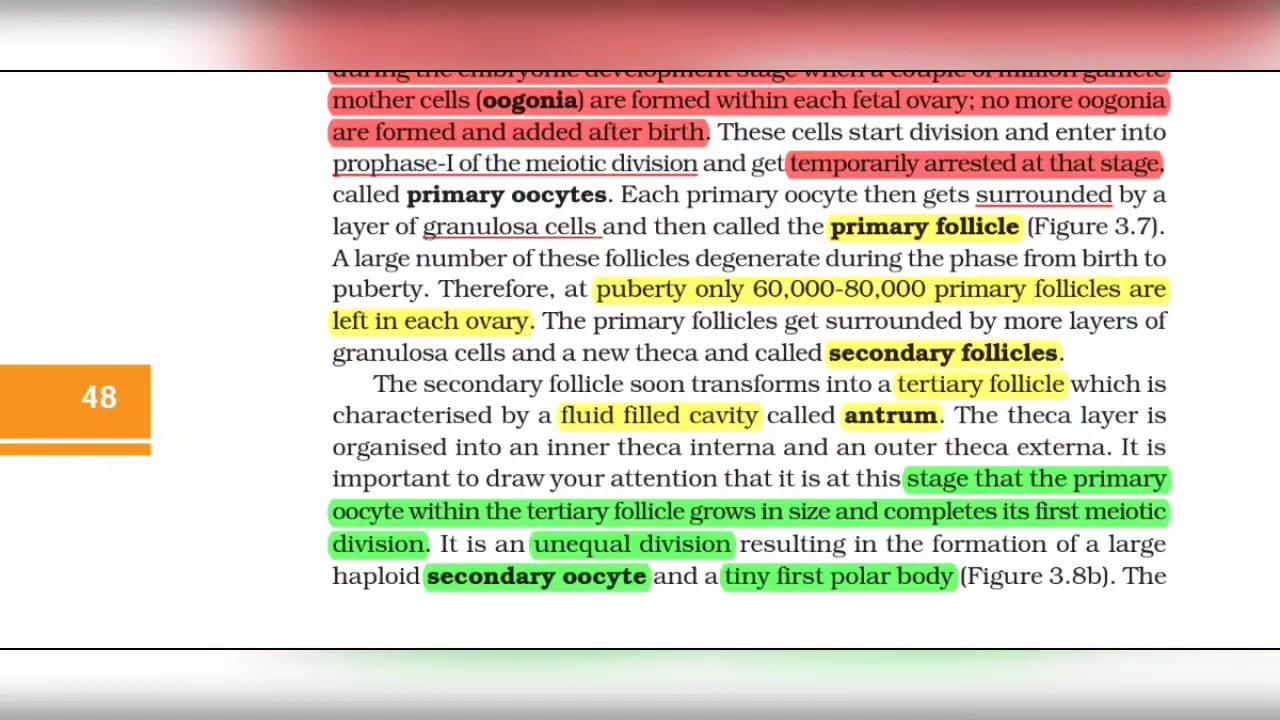 during the embryonic development stage when a couple of million gamete
mother cells (oogonia) are formed within each fetal ovary; no more oogonia
are formed and added after birth. These cells start division and enter into
prophase-I of the meiotic division and get temporarily arrested at that stage,
called primary oocytes. Each primary oocyte then gets surrounded by a
layer of granulosa cells and then called the primary follicle (Figure 3.7).
A large number of these follicles degenerate during the phase from birth to
puberty. Therefore, at puberty only 60,000-80,000 primary follicles are
left in each ovary. The primary follicles get surrounded by more layers of
granulosa cells and a new theca and called secondary follicles.
The secondary follicle soon transforms into a tertiary follicle which is
characterised by a fluid filled cavity called antrum. The theca layer is
organised into an inner theca interna and an outer theca externa. It is
important to draw your attention that it is at this stage that the primary
oocyte within the tertiary follicle grows in size and completes its first meiotic
division. It is an unequal division resulting in the formation of a large
haploid secondary oocyte and a tiny first polar body (Figure 3.8b). The
48